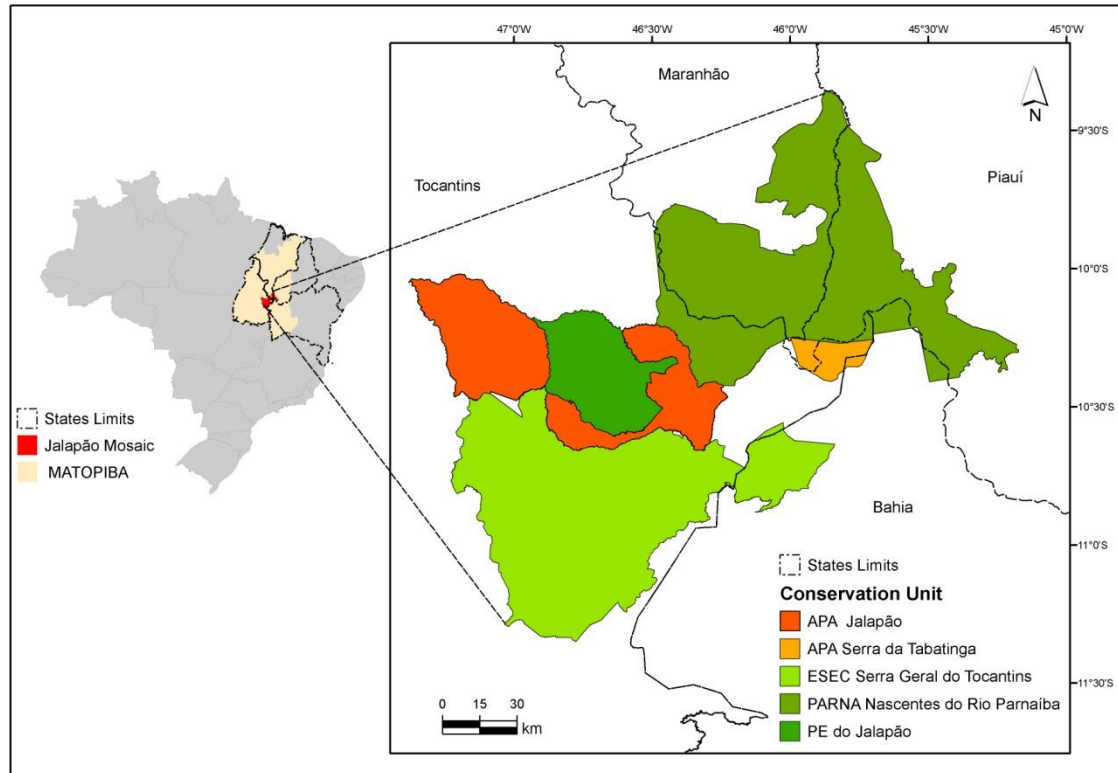 47°0'W
46°30'W
46°0'W
45°30'W
45°0'W
Maranhão
N
9°30'S
Tocantins
Piauí
10°0'S
States Limits
Jalapão Mosaic
MATOPIBA
10°30'S
Bahia
11°0'S
States Limits
Conservation Unit
APA Jalapão
APA Serra da Tabatinga
ESEC Serra Geral do Tocantins
11°30'S
PARNA Nascentes do Rio Parnaíba
PE do Jalapão
0 15 30
km